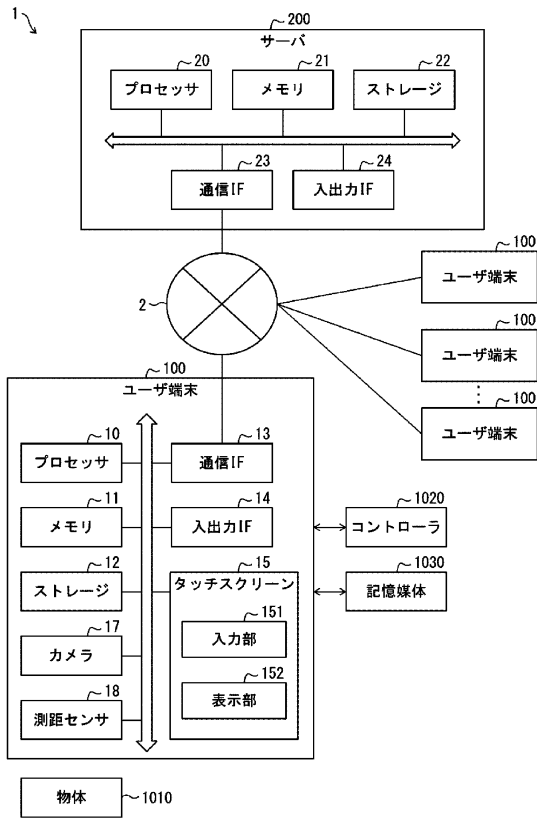 1
200
サーバ
20
21
22
プロセッサ
メモリ
ストレージ
23
24
通信IF
入出力IF
2
100
ユーザ端末
100
ユーザ端末
100
ユーザ端末
100
ユーザ端末
10
13
プロセッサ
通信IF
11
14
メモリ
入出力IF
1020
コントローラ
12
15
ストレージ
タッチスクリーン
1030
記憶媒体
151
入力部
17
カメラ
152
表示部
18
測距センサ
物体
1010